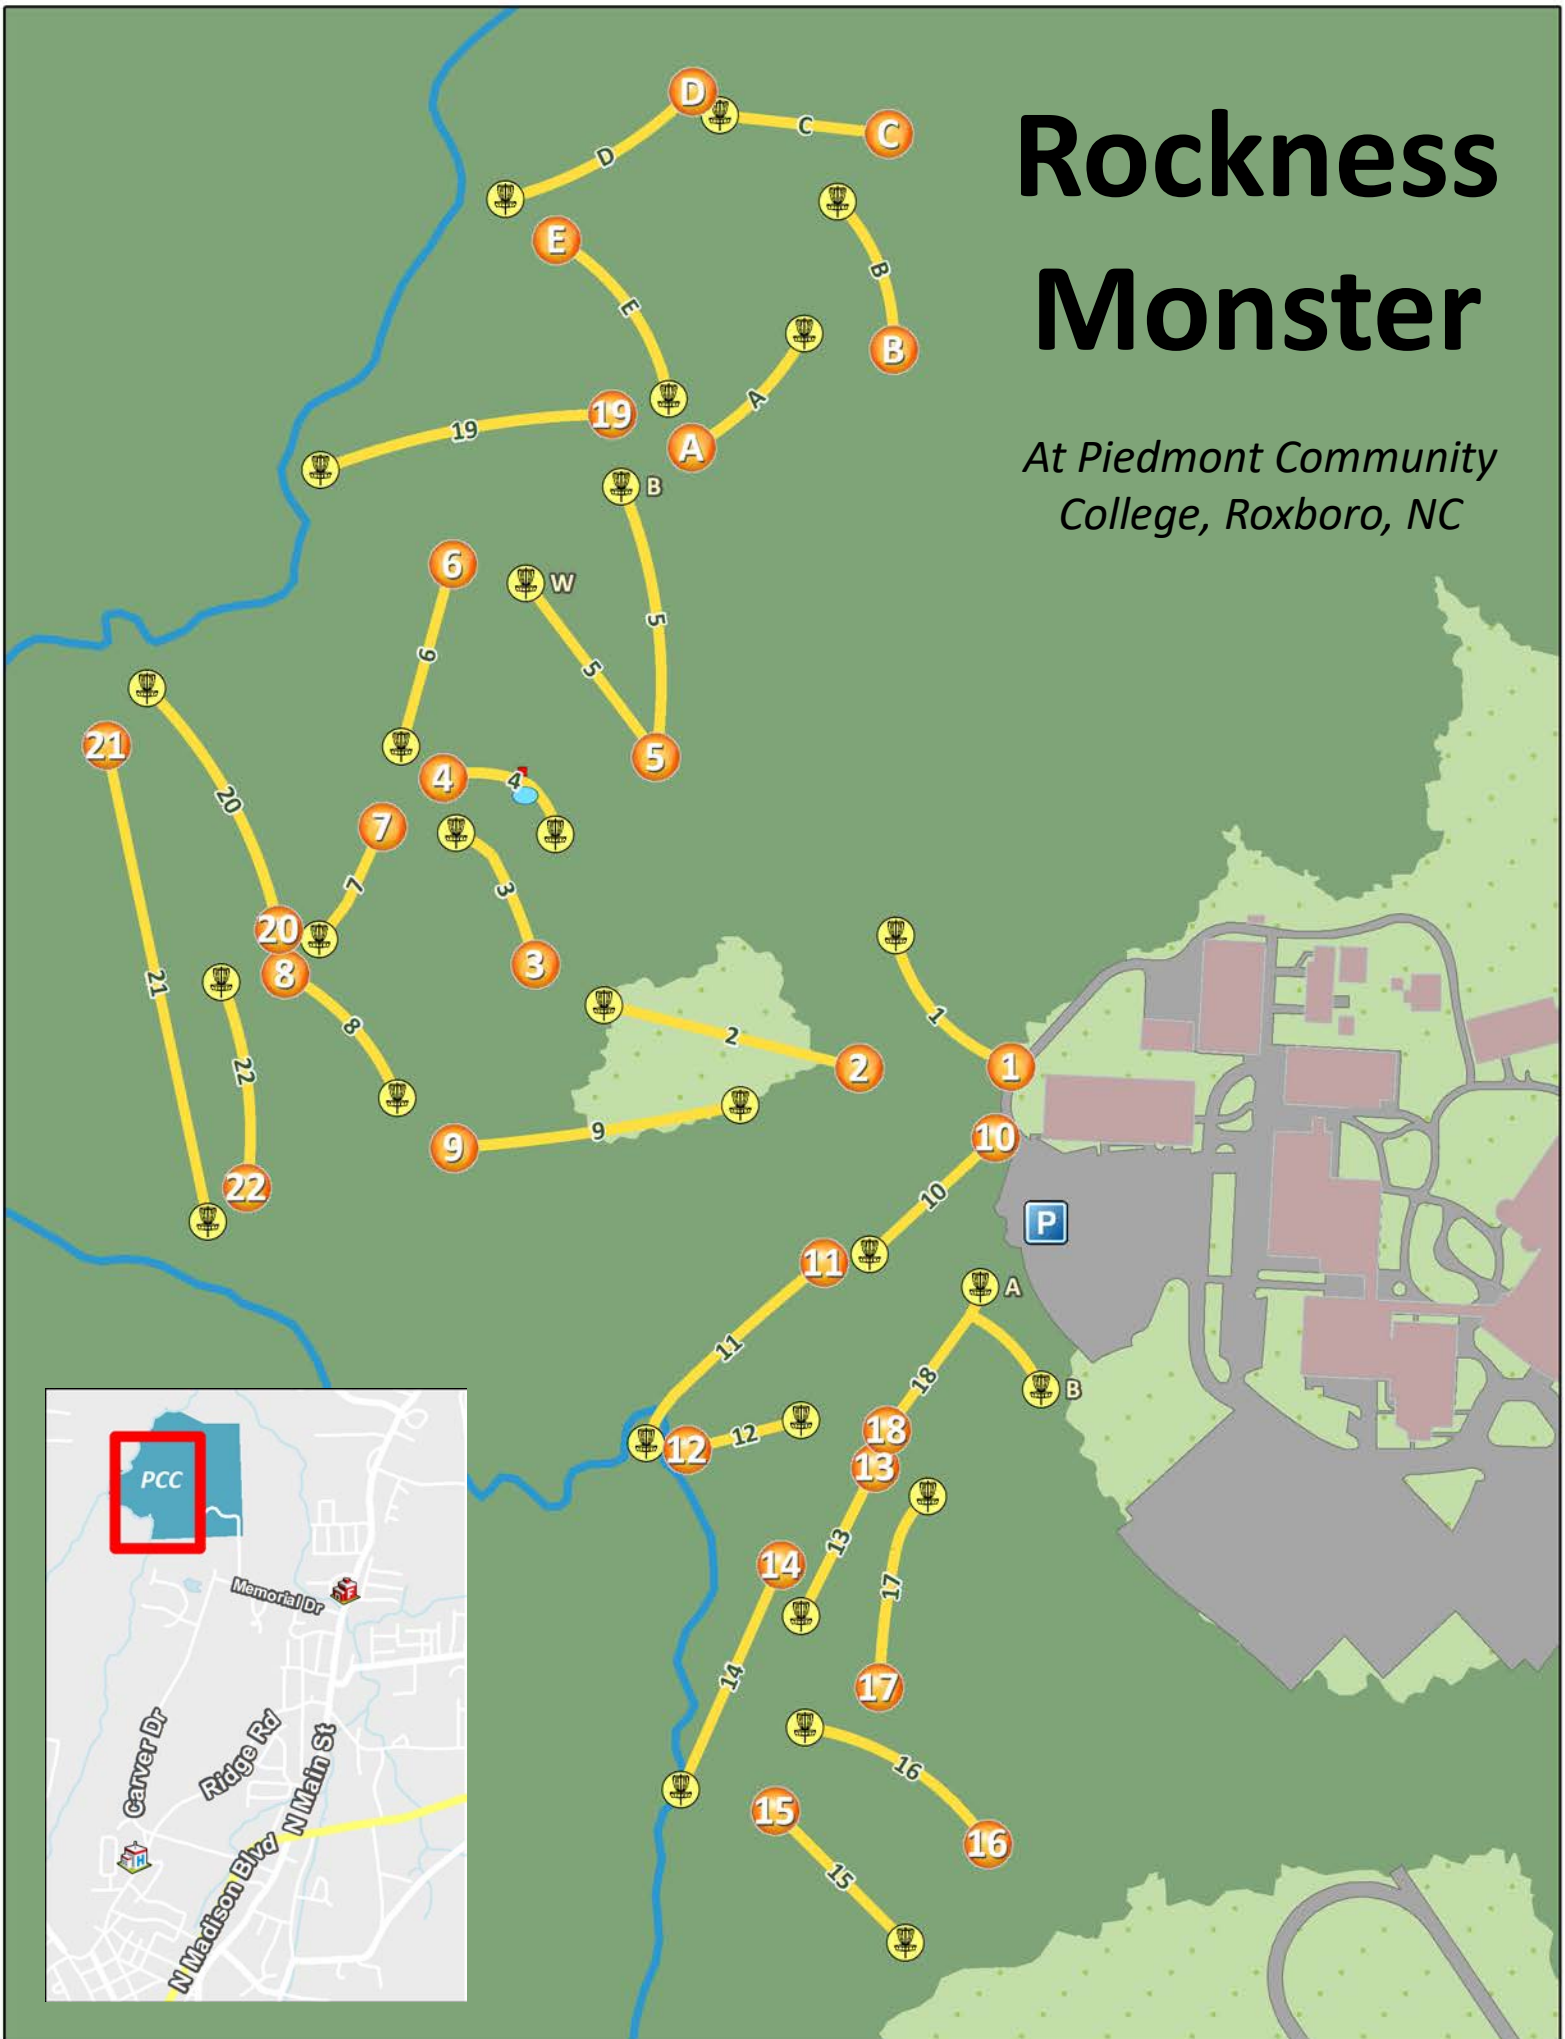 Rockness
Monster
At Piedmont Community
College, Roxboro, NC
D
C
C
D
E
B
E
B
A
19
19
A
B
6
W
5
6
5
21
5
4
4
20
7
7
3
20
3
8
21
8
2
1
22
2
1
9
9
10
22
10
P
11
A
11
18
B
18
12
12
13
13
14
17
14
17
16
15
16
15
PCC
Memorial Dr
F
Carver Dr
Ridge Rd
N Main St
H
N Madison Blvd